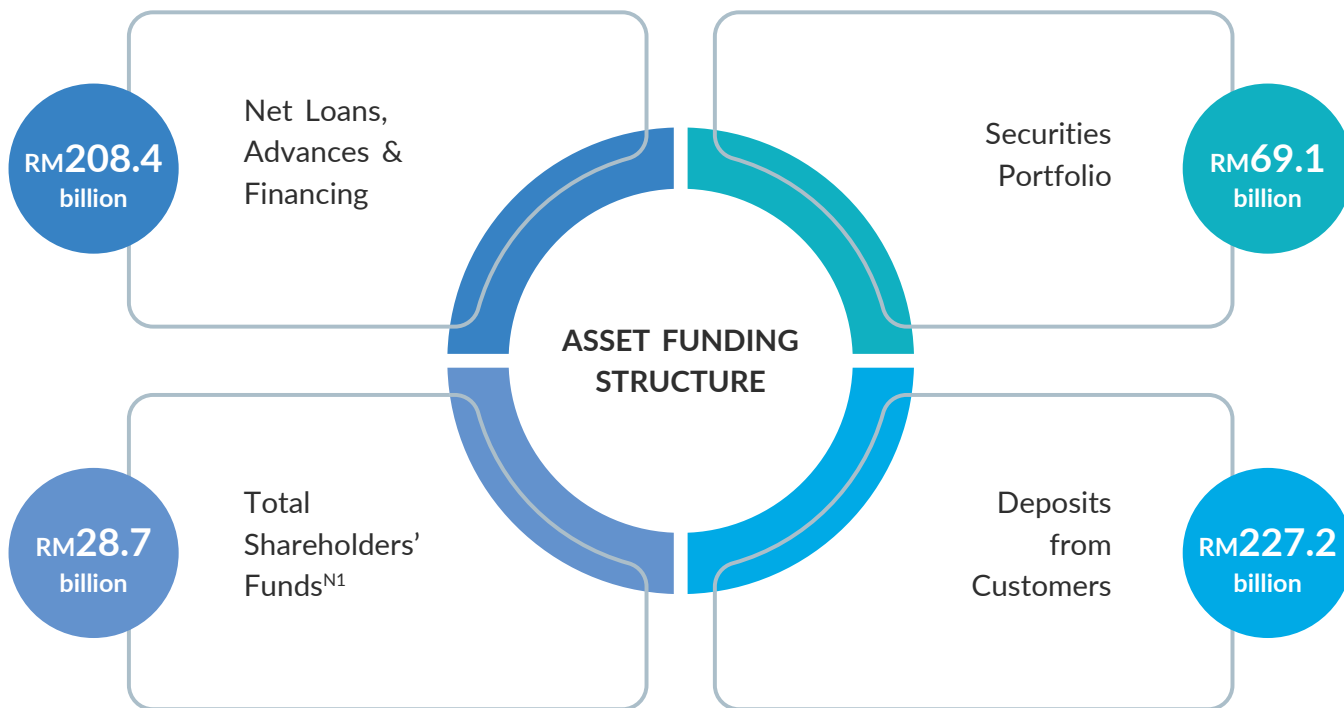 RM208.4
billion
Net Loans,
Advances &
Financing
Securities
Portfolio
RM69.1
billion
ASSET FUNDING
STRUCTURE
RM28.7
billion
Total
Shareholders’
FundsN1
Deposits
from
Customers
RM227.2
billion